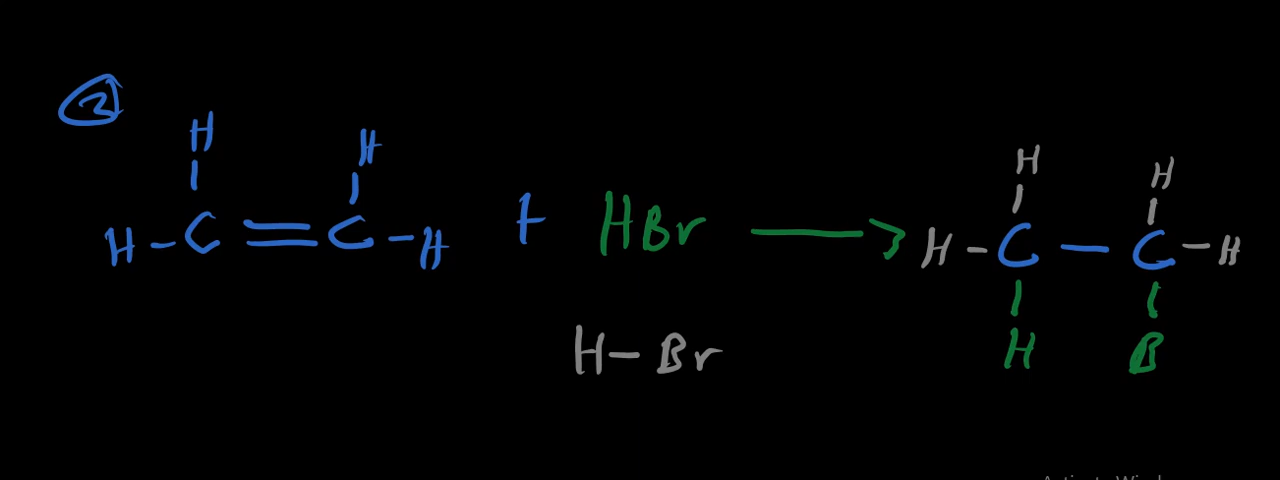 ②
H H H H
H - C = C - H + HBr → H - C - C - H
H - Br H B